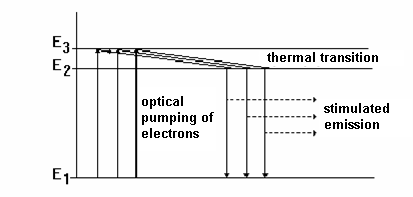 E3
E2
thermal transition
optical
pumping of
electrons
stimulated
emission
E1